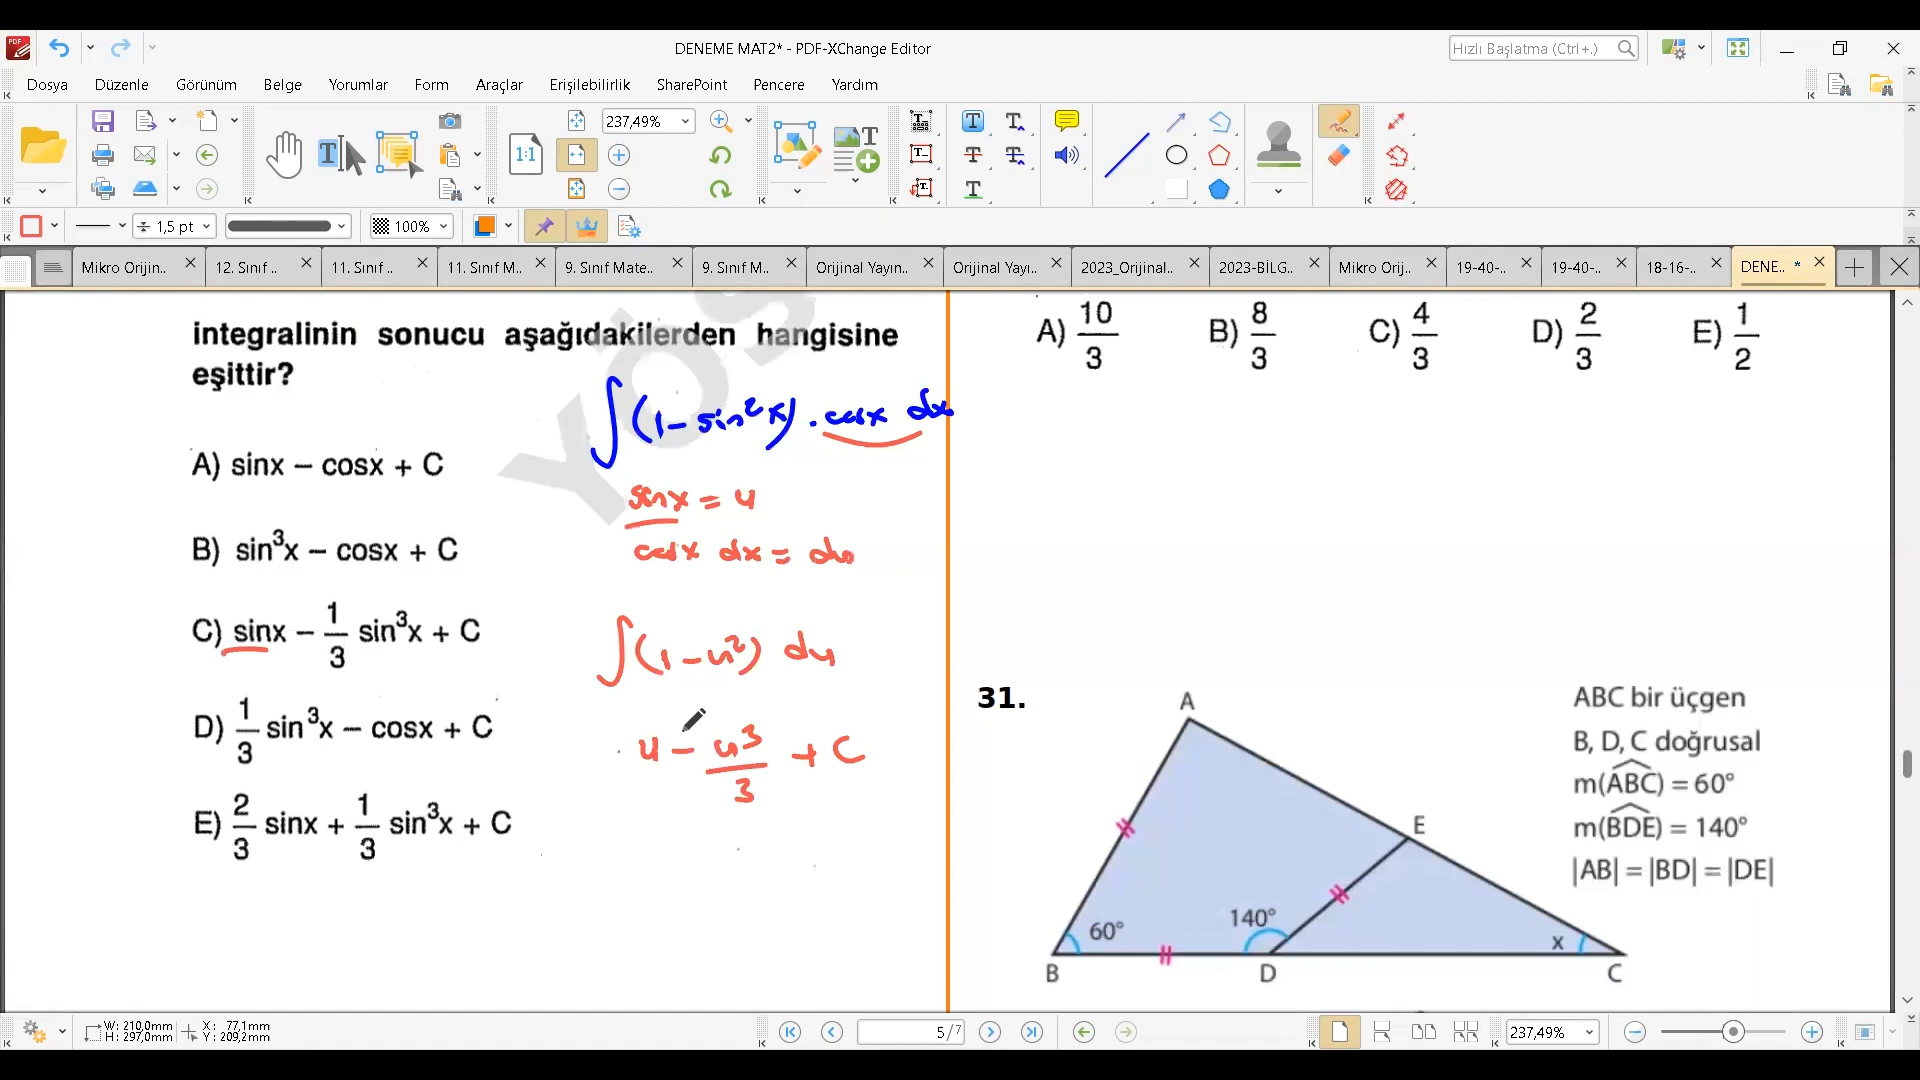 DENEME MAT2* - PDF-XChange Editor
Hızlı Başlatma (Ctrl+.)
Dosya Düzenle Görünüm Belge Yorumlar Form Araçlar Erişilebilirlik SharePoint Pencere Yardım
237,49%
1:1
1,5 pt
100%
Mikro Orijin..
12. Sınıf ..
11. Sınıf ..
11. Sınıf M..
9. Sınıf Mate..
9. Sınıf M..
Orijinal Yayın..
Orijinal Yayı..
2023_Orijinal..
2023-BİLG..
Mikro Orij..
19-40-..
19-40-..
18-16-..
DENE.. *
integralinin sonucu aşağıdakilerden hangisine
eşittir?
∫(1-sin²x).cosx dx
A) sinx – cosx + C
sinx = u
B) sin³x – cosx + C
cosx dx = du
C) sinx – 1/3 sin³x + C
∫(1-u²) du
D) 1/3 sin³x – cosx + C
u - u³/3 + C
E) 2/3 sinx + 1/3 sin³x + C
YÖS
A) 10/3 B) 8/3 C) 4/3 D) 2/3 E) 1/2
31.
A
E
60°
140°
x
B
D
C
ABC bir üçgen
B, D, C doğrusal
m(ABC) = 60°
m(BDE) = 140°
|AB| = |BD| = |DE|
W: 210,0mm
H: 297,0mm
X: 77,1mm
Y: 209,2mm
5 / 7
237,49%